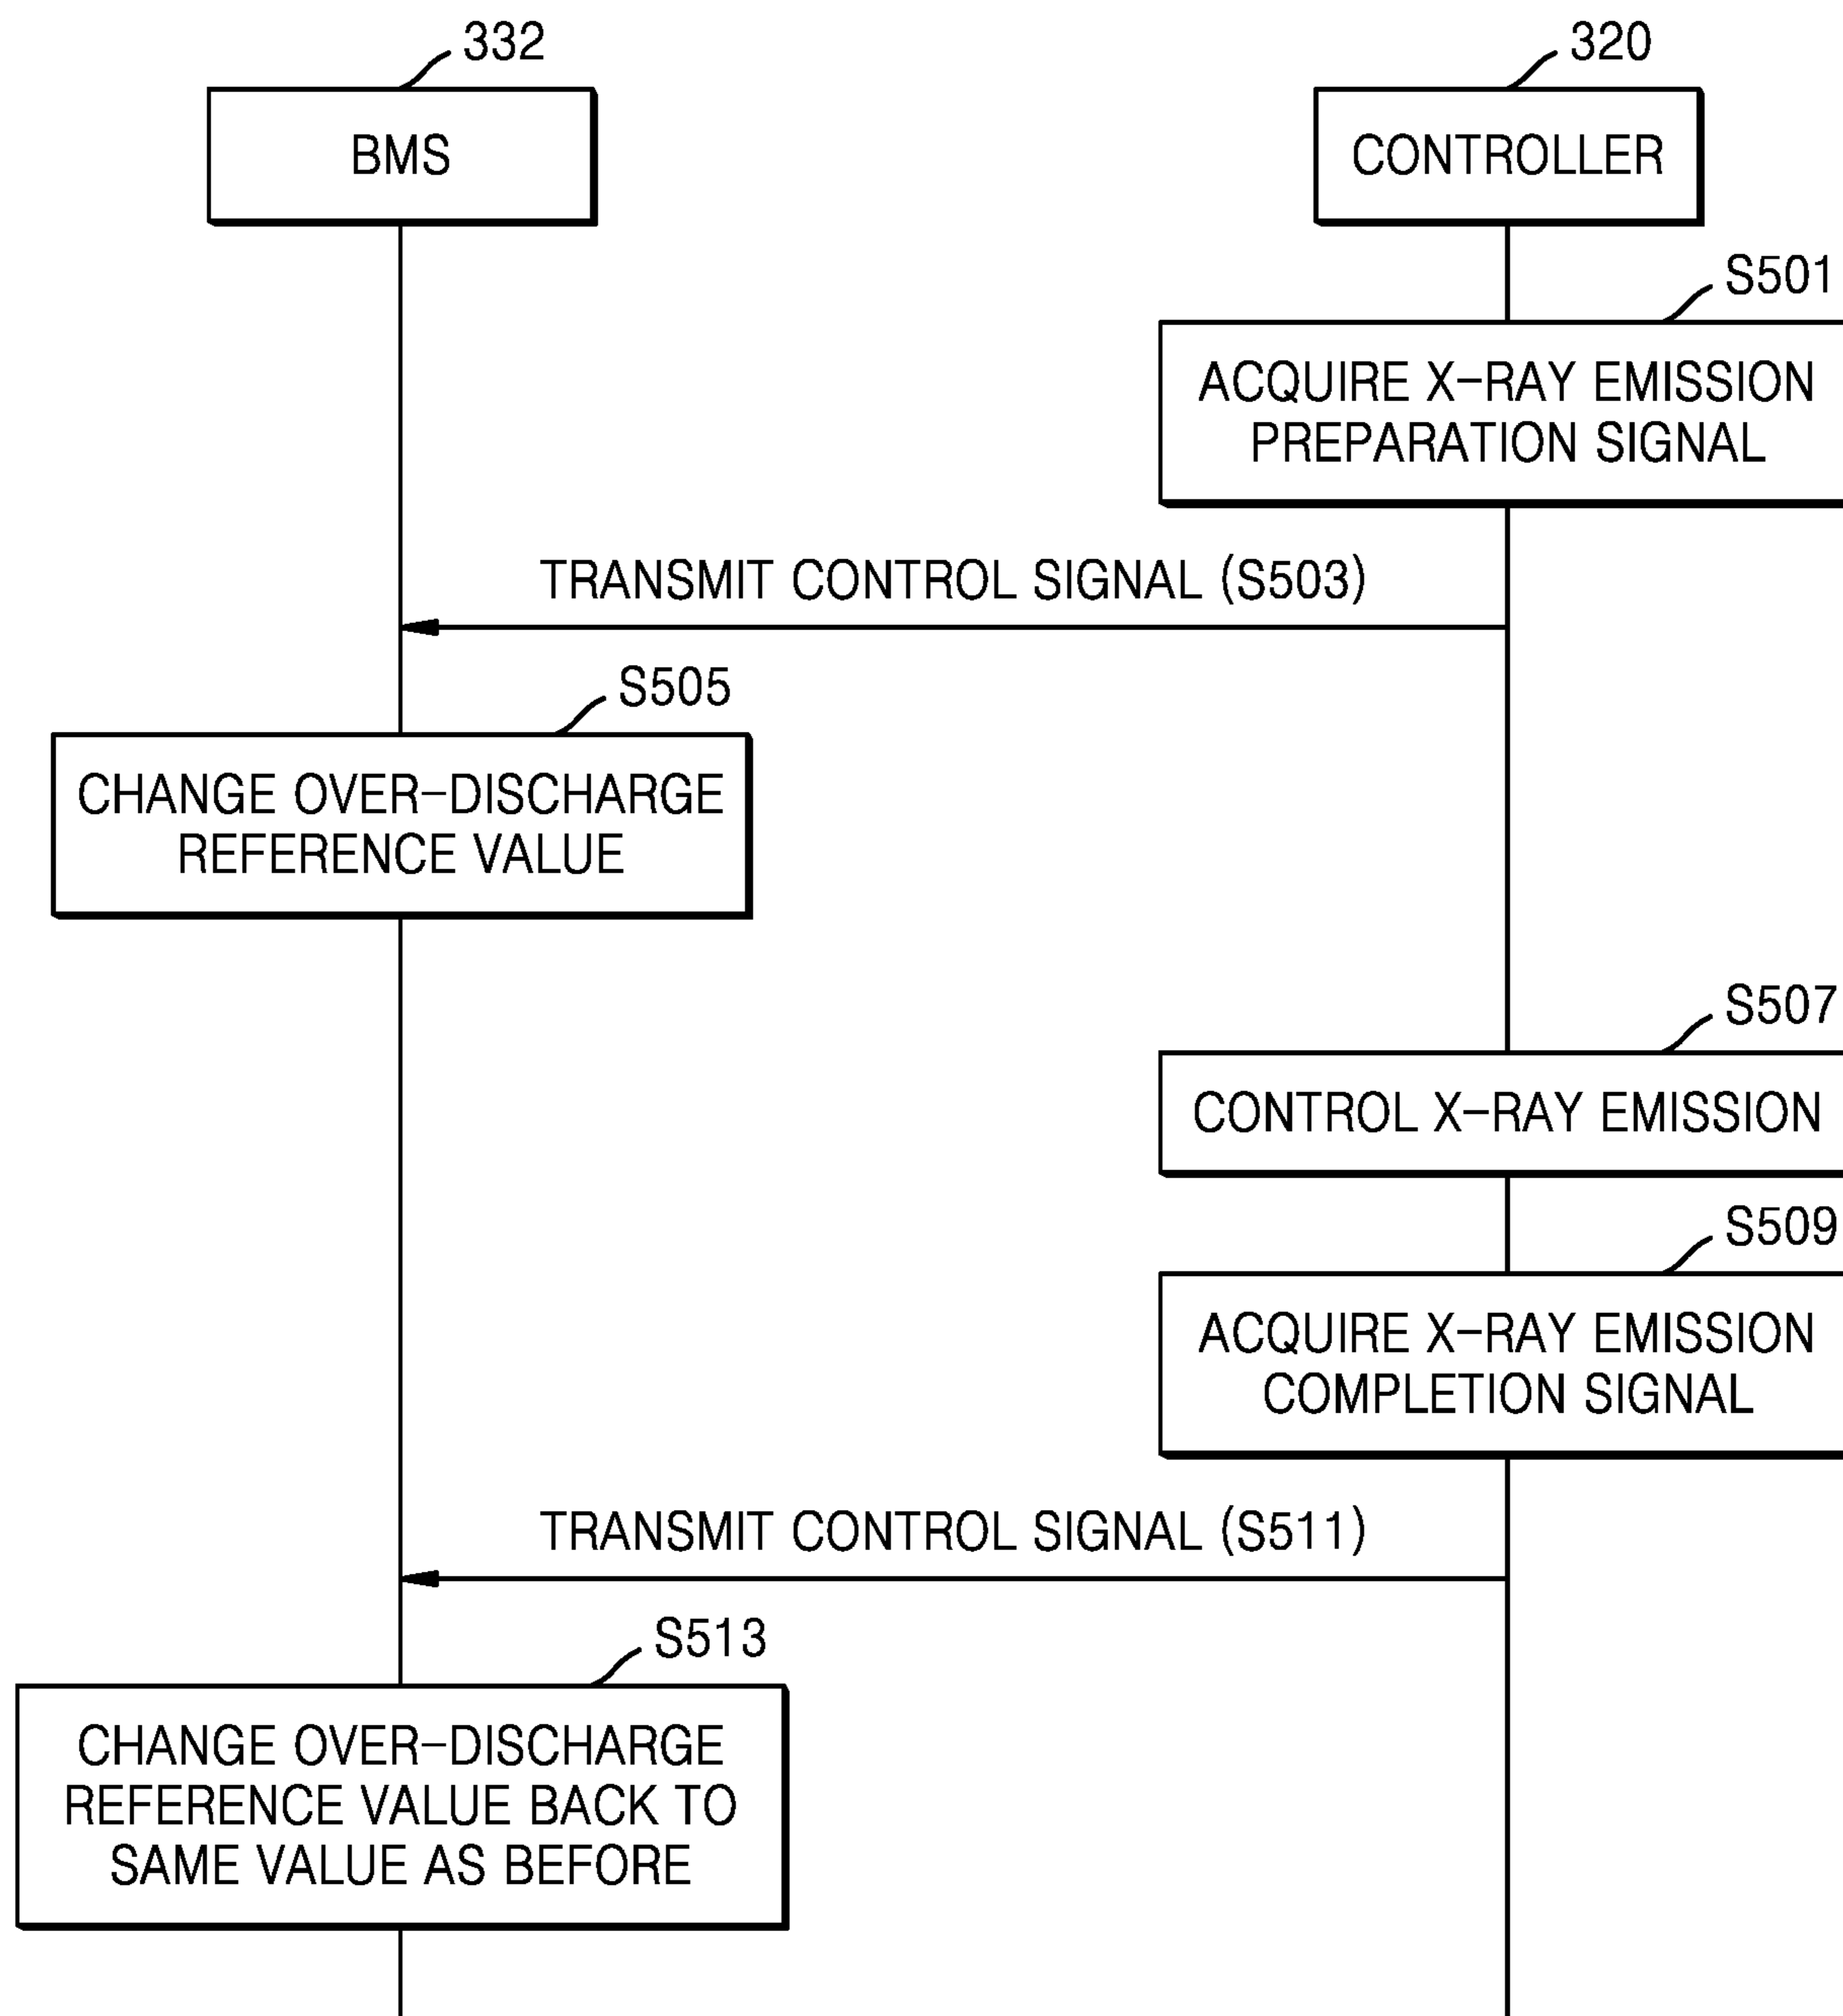 332
320
BMS
CONTROLLER
S501
ACQUIRE X-RAY EMISSION
PREPARATION SIGNAL
TRANSMIT CONTROL SIGNAL (S503)
S505
CHANGE OVER-DISCHARGE
REFERENCE VALUE
S507
CONTROL X-RAY EMISSION
S509
ACQUIRE X-RAY EMISSION
COMPLETION SIGNAL
TRANSMIT CONTROL SIGNAL (S511)
S513
CHANGE OVER-DISCHARGE
REFERENCE VALUE BACK TO
SAME VALUE AS BEFORE